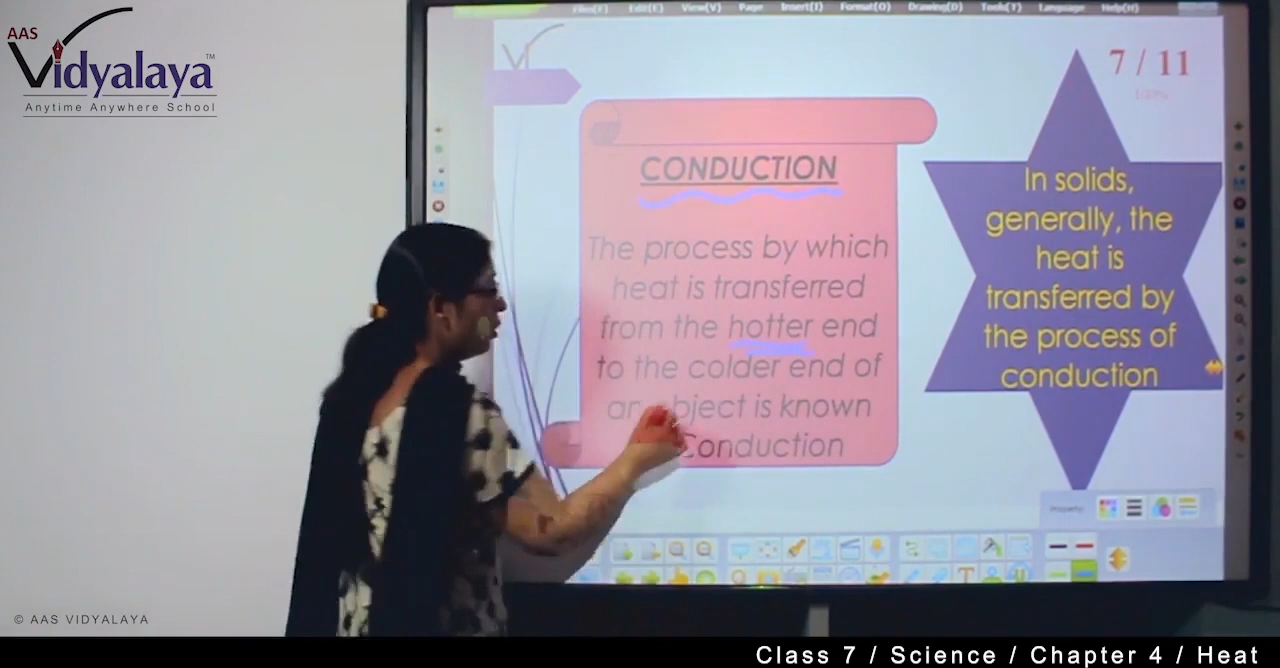 AAS
Vidyalaya™
Anytime Anywhere School
File(F) Edit(E) View(V) Page Insert(I) Format(O) Drawing(D) Tools(T) Language Help(H)
7 / 11
100%
CONDUCTION
The process by which
heat is transferred
from the hotter end
to the colder end of
an object is known
Conduction
In solids,
generally, the
heat is
transferred by
the process of
conduction
Property:
© AAS VIDYALAYA
Class 7 / Science / Chapter 4 / Heat